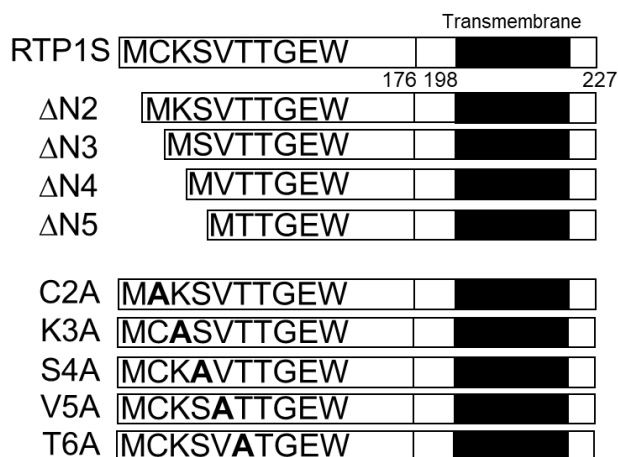 Transmembrane
RTP1S MCKSVTTGEW
176 198 227
ΔN2 MKSVTTGEW
ΔN3 MSVTTGEW
ΔN4 MVTTGEW
ΔN5 MTTGEW
C2A MAKSVTTGEW
K3A MCASVTTGEW
S4A MCKAVTTGEW
V5A MCKSATTGEW
T6A MCKSVATGEW